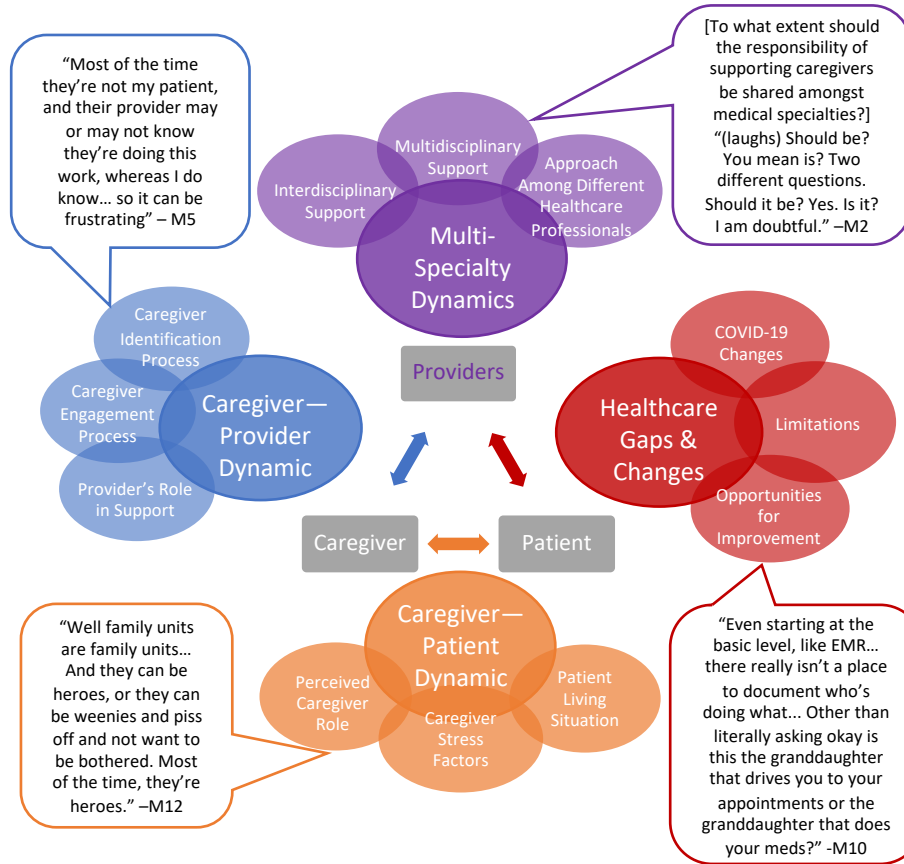 “Most of the time
they’re not my patient,
and their provider may
or may not know
they’re doing this
work, whereas I do
know… so it can be
frustrating” – M5
[To what extent should
the responsibility of
supporting caregivers
be shared amongst
medical specialties?]
“(laughs) Should be?
You mean is? Two
different questions.
Should it be? Yes. Is it?
I am doubtful.” –M2
Interdisciplinary
Support
Multidisciplinary
Support
Approach
Among Different
Healthcare
Professionals
Multi-
Specialty
Dynamics
Caregiver
Identification
Process
Caregiver
Engagement
Process
Provider’s Role
in Support
Caregiver—
Provider
Dynamic
Providers
Healthcare
Gaps &
Changes
COVID-19
Changes
Limitations
Opportunities
for
Improvement
Caregiver
Patient
Caregiver—
Patient
Dynamic
Perceived
Caregiver
Role
Caregiver
Stress
Factors
Patient
Living
Situation
“Well family units
are family units…
And they can be
heroes, or they can
be weenies and piss
off and not want to
be bothered. Most
of the time, they’re
heroes.” –M12
“Even starting at the
basic level, like EMR…
there really isn’t a place
to document who’s
doing what... Other than
literally asking okay is
this the granddaughter
that drives you to your
appointments or the
granddaughter that does
your meds?” -M10